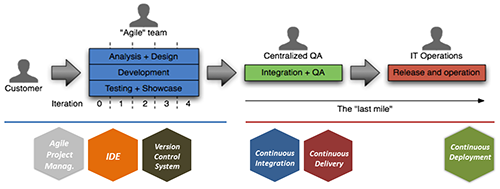 "Agile" team
Centralized QA
IT Operations
Customer
Analysis + Design
Development
Testing + Showcase
Integration + QA
Release and operation
Iteration 0 1 2 3 4
The "last mile"
Agile
Project
Manag.
IDE
Version
Control
System
Continuous
Integration
Continuous
Delivery
Continuous
Deployment